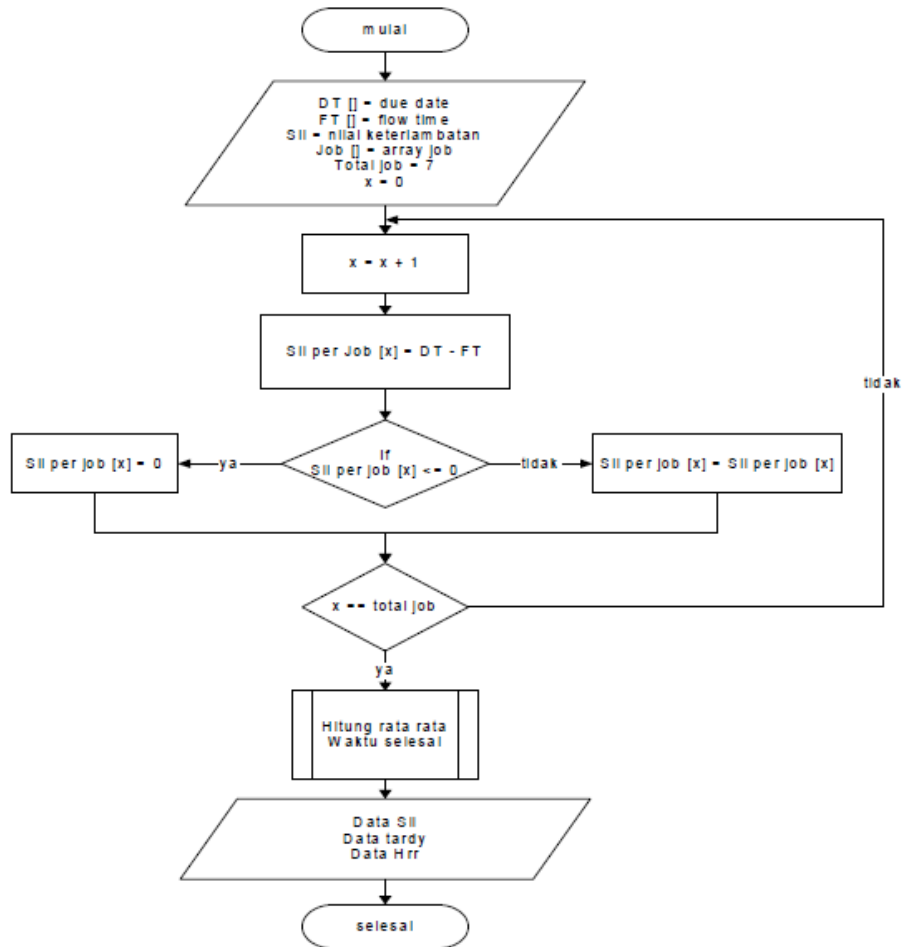 mulai
DT [] = due date
FT [] = flow time
Sli = nilai keterlambatan
Job [] = array job
Total job = 7
x = 0
x = x + 1
Sli per Job [x] = DT - FT
tidak
If
Sli per job [x] <= 0
ya
tidak
Sli per job [x] = 0
Sli per job [x] = Sli per job [x]
x == total job
ya
Hitung rata rata
Waktu selesai
Data Sli
Data tardy
Data Hrr
selesai